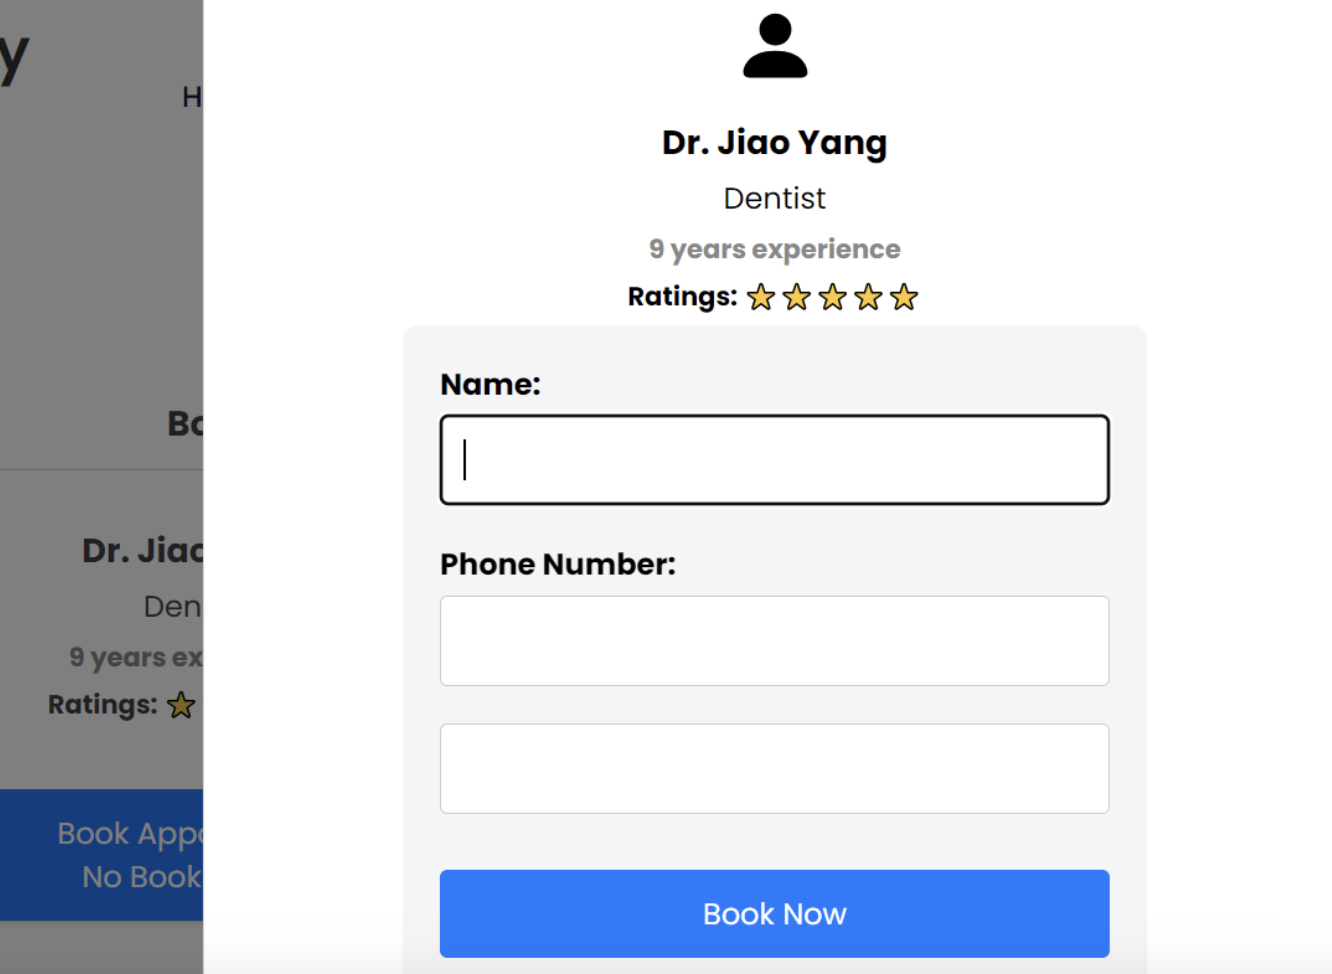 y
H
Bo
Dr. Jiao
Den
9 years ex
Ratings:
Book Appo
No Book
Dr. Jiao Yang
Dentist
9 years experience
Ratings:
Name:
Phone Number:
Book Now